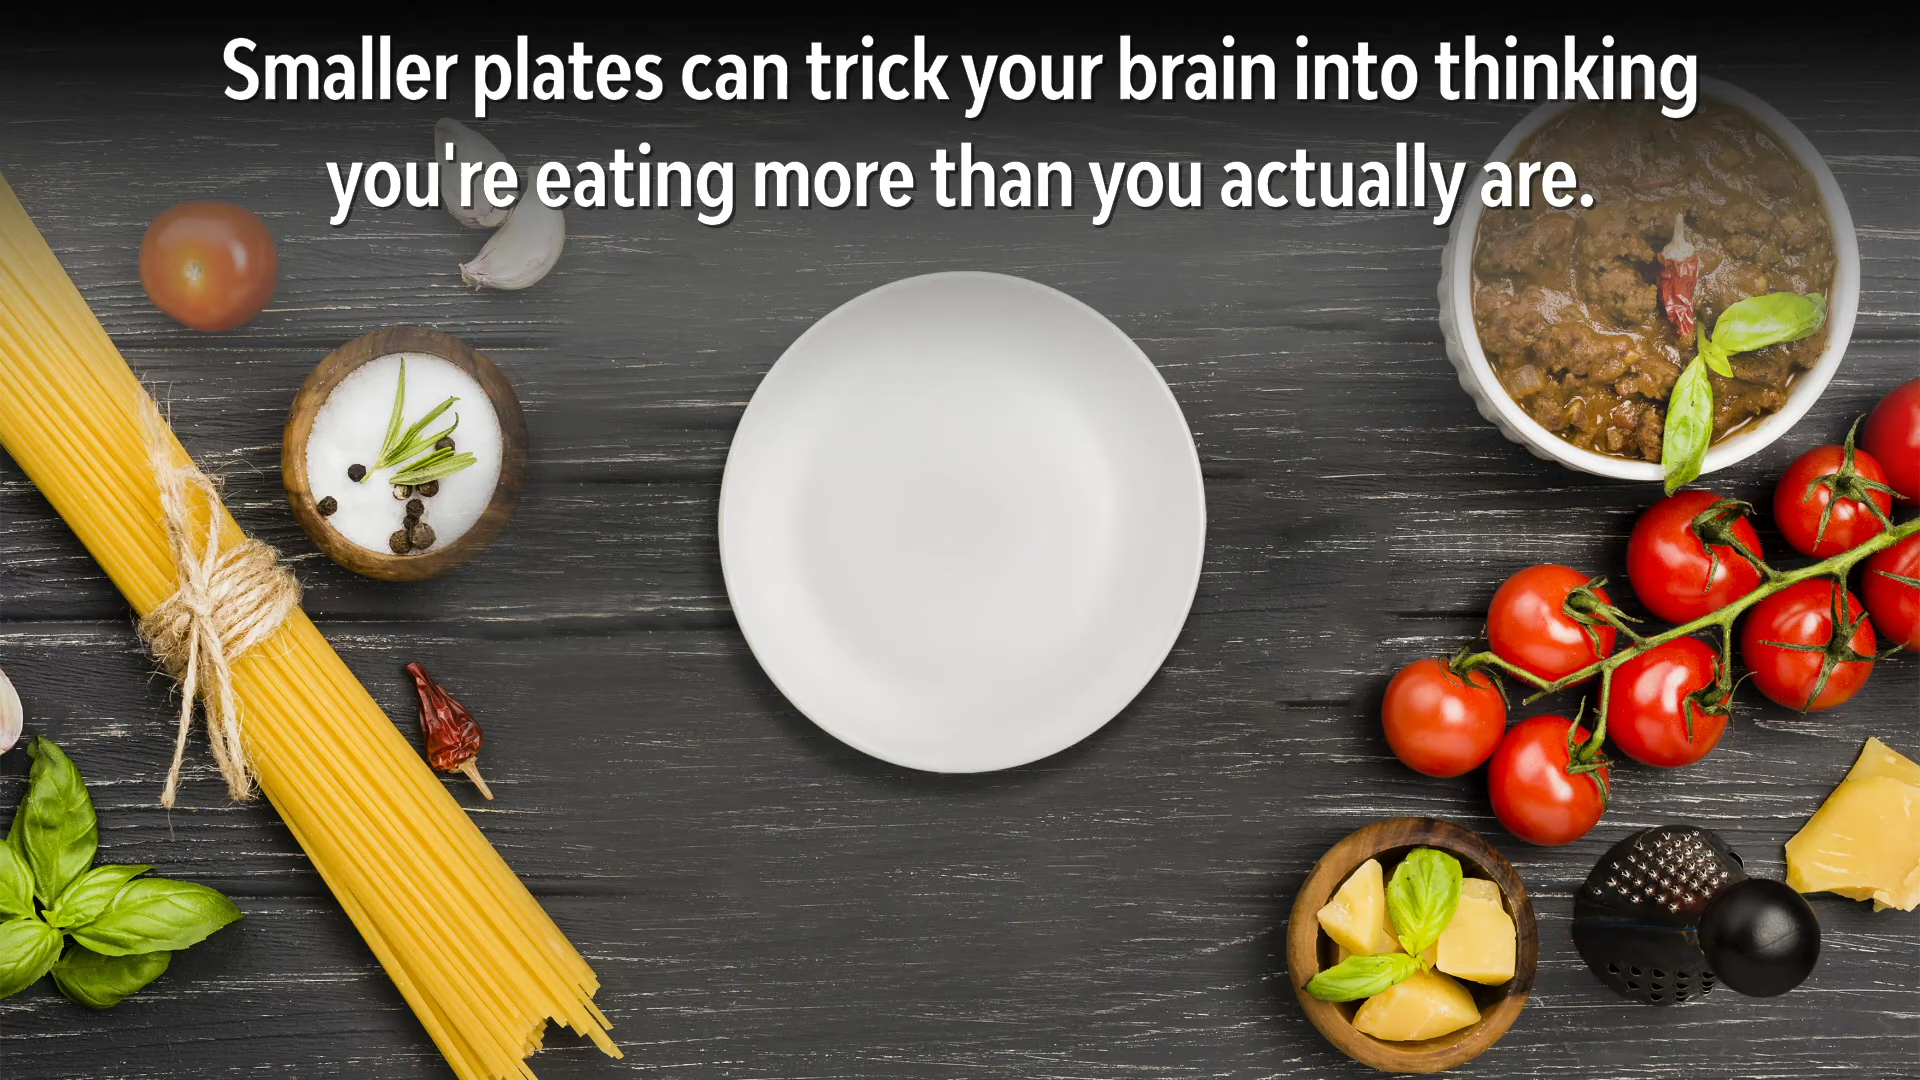 Smaller plates can trick your brain into thinking
you're eating more than you actually are.